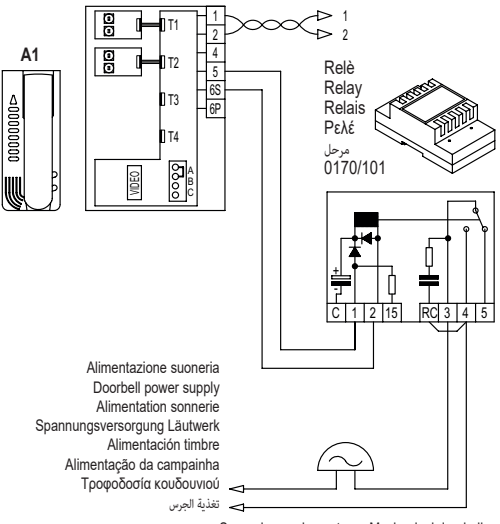 A1
T1
T2
T3
T4
1
2
4
5
6S
6P
VIDEO
A
B
C
1
2
Relè
Relay
Relais
Ρελέ
مرحل
0170/101
+
-
C 1 2 15 RC 3 4 5
Alimentazione suoneria
Doorbell power supply
Alimentation sonnerie
Spannungsversorgung Läutwerk
Alimentación timbre
Alimentação da campainha
Τροφοδοσία κουδουνιού
تغذية الجرس